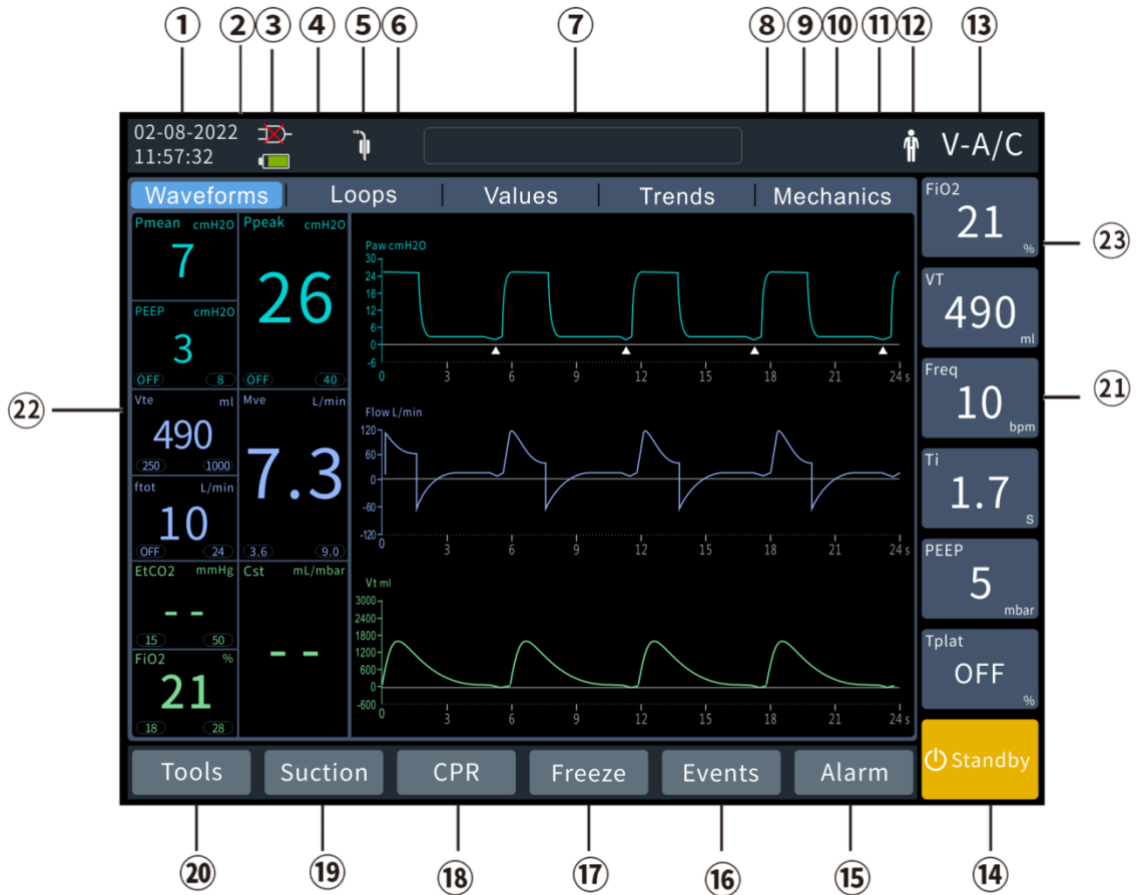 ① ② ③ ④ ⑤ ⑥ ⑦ ⑧ ⑨ ⑩ ⑪ ⑫ ⑬
02-08-2022
11:57:32
V-A/C
Waveforms | Loops | Values | Trends | Mechanics
Pmean cmH2O
7
PEEP cmH2O
3
OFF 8
Ppeak cmH2O
26
OFF 40
Vte ml
490
250 1000
ftot L/min
10
OFF 24
Mve L/min
7.3
3.6 9.0
EtCO2 mmHg
--
15 50
FiO2 %
21
18 28
Cst mL/mbar
--
Paw cmH2O
30
24
18
12
6
0
-6
0 3 6 9 12 15 18 21 24 s
Flow L/min
120
60
0
-60
-120
0 3 6 9 12 15 18 21 24 s
Vt ml
3000
2400
1800
1200
600
0
-600
0 3 6 9 12 15 18 21 24 s
FiO2
21
%
VT
490
ml
Freq
10
bpm
Ti
1.7
s
PEEP
5
mbar
Tplat
OFF
%
Standby
㉓
㉑
㉒
Tools Suction CPR Freeze Events Alarm
⑳ ⑲ ⑱ ⑰ ⑯ ⑮ ⑭